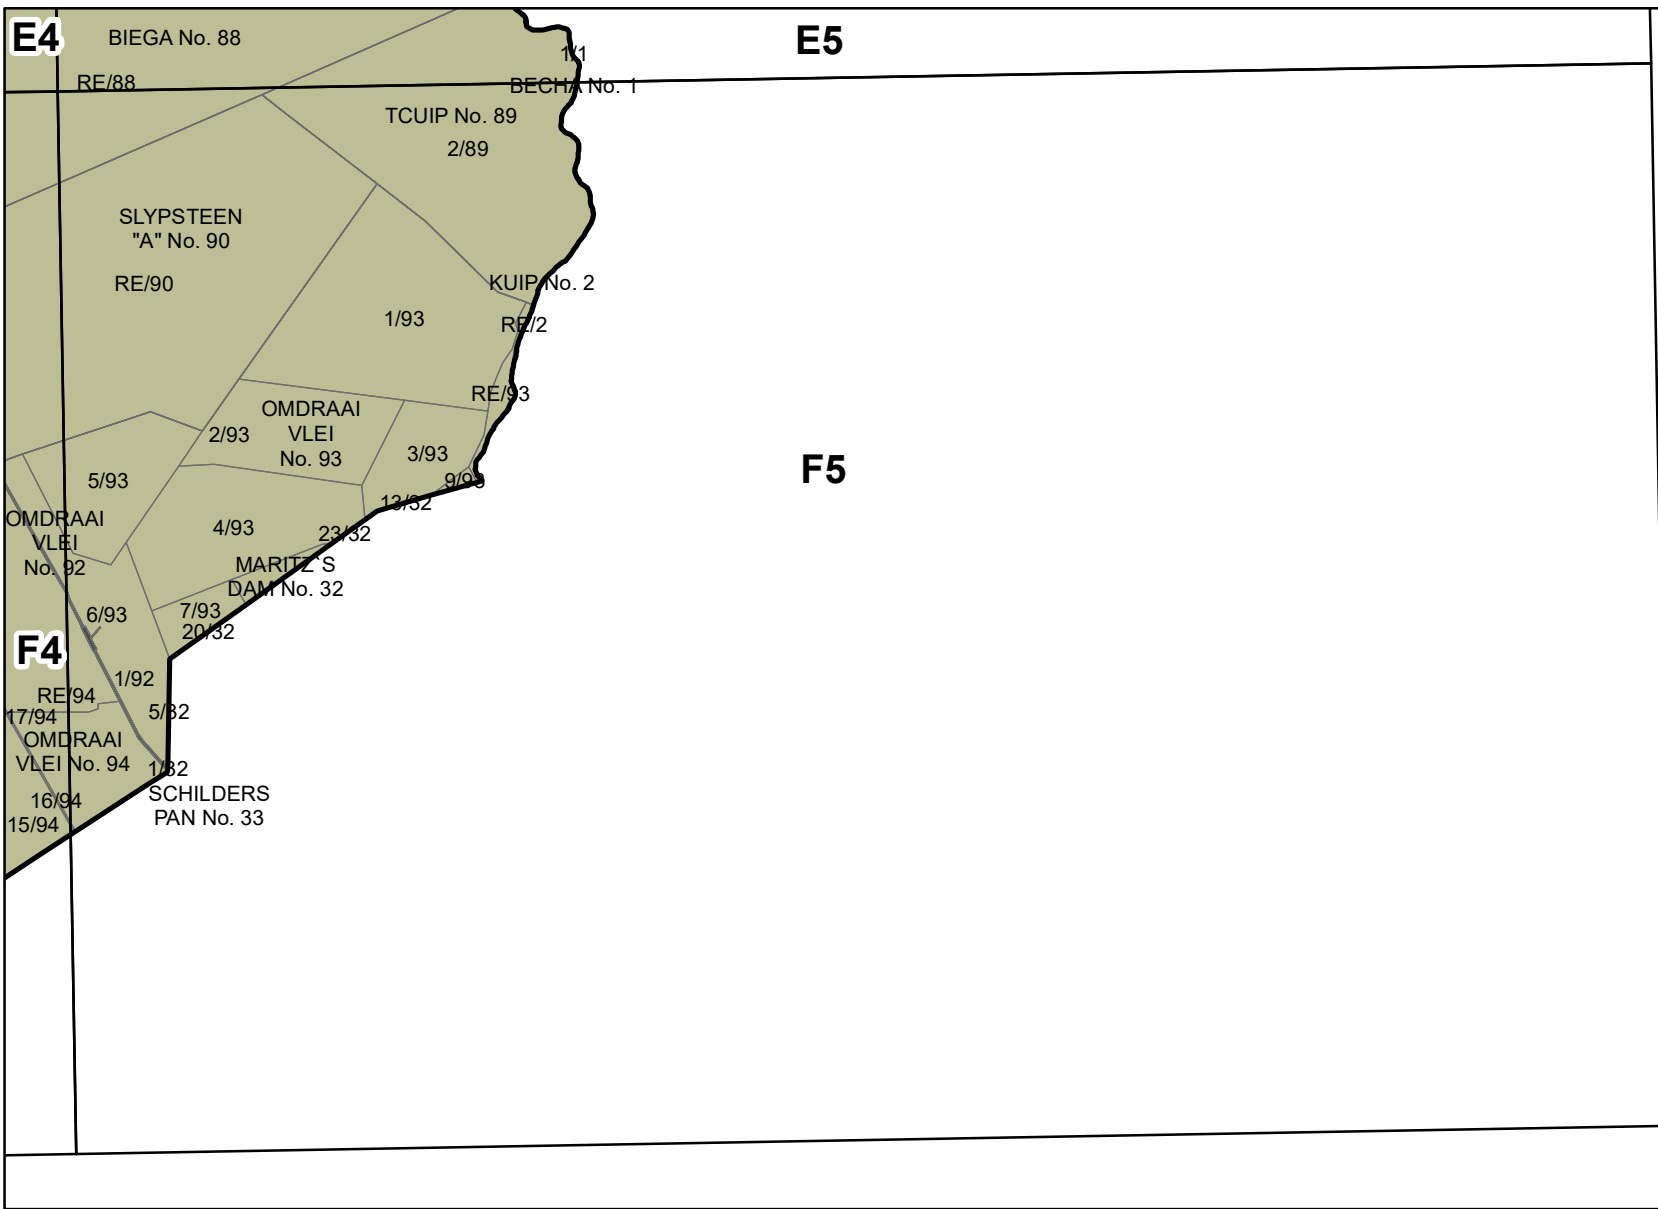 E4
BIEGA No. 88
E5
1/1
RE/88
BECHA No. 1
TCUIP No. 89
2/89
SLYPSTEEN
"A" No. 90
RE/90
KUIP No. 2
1/93
RE/2
RE/93
OMDRAAI
VLEI
No. 93
2/93
3/93
F5
5/93
9/93
13/32
OMDRAAI
VLEI
No. 92
4/93
23/32
MARITZ`S
DAM No. 32
6/93
7/93
20/32
F4
1/92
RE/94
17/94
5/32
OMDRAAI
VLEI No. 94
1/32
SCHILDERS
PAN No. 33
16/94
15/94